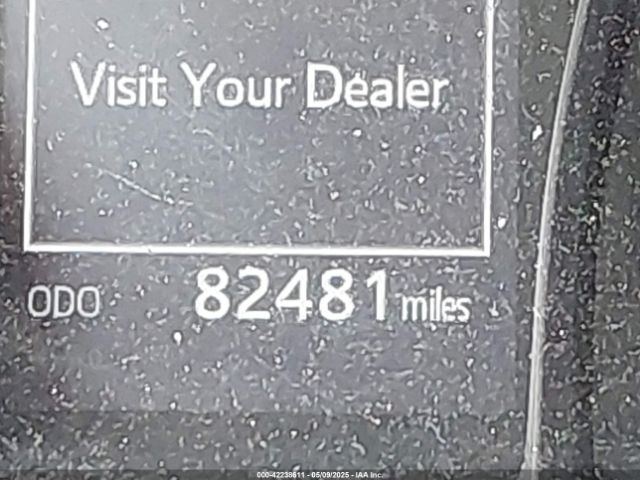 Visit Your Dealer
ODO 82481 miles
000-42238611 - 05/09/2025 - IAA Inc.